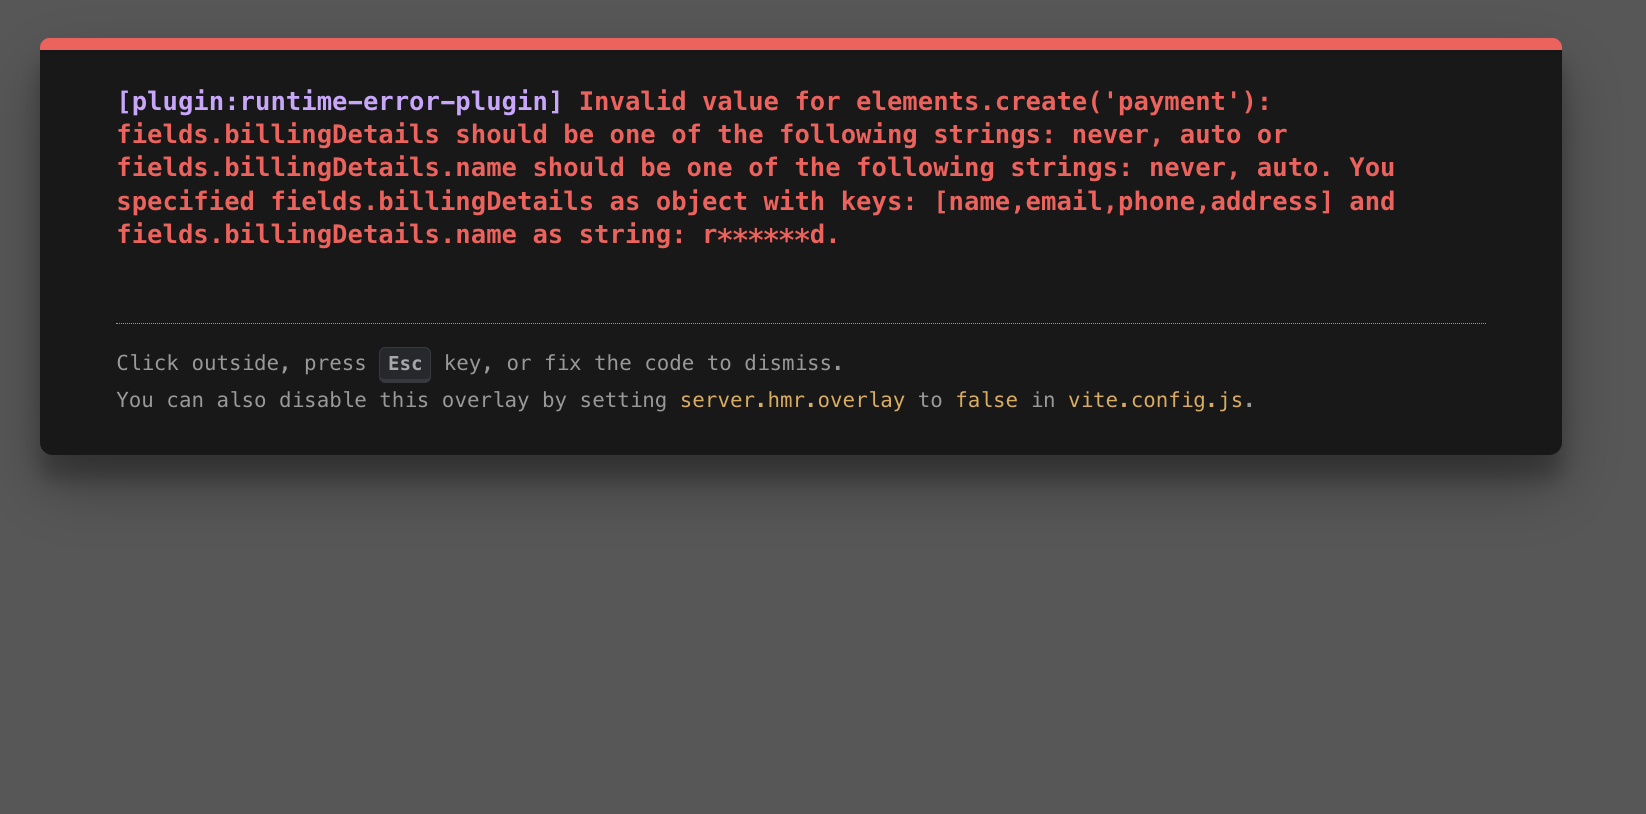 [plugin:runtime-error-plugin] Invalid value for elements.create('payment'):
fields.billingDetails should be one of the following strings: never, auto or
fields.billingDetails.name should be one of the following strings: never, auto. You
specified fields.billingDetails as object with keys: [name,email,phone,address] and
fields.billingDetails.name as string: r******d.
Click outside, press Esc key, or fix the code to dismiss.
You can also disable this overlay by setting server.hmr.overlay to false in vite.config.js.